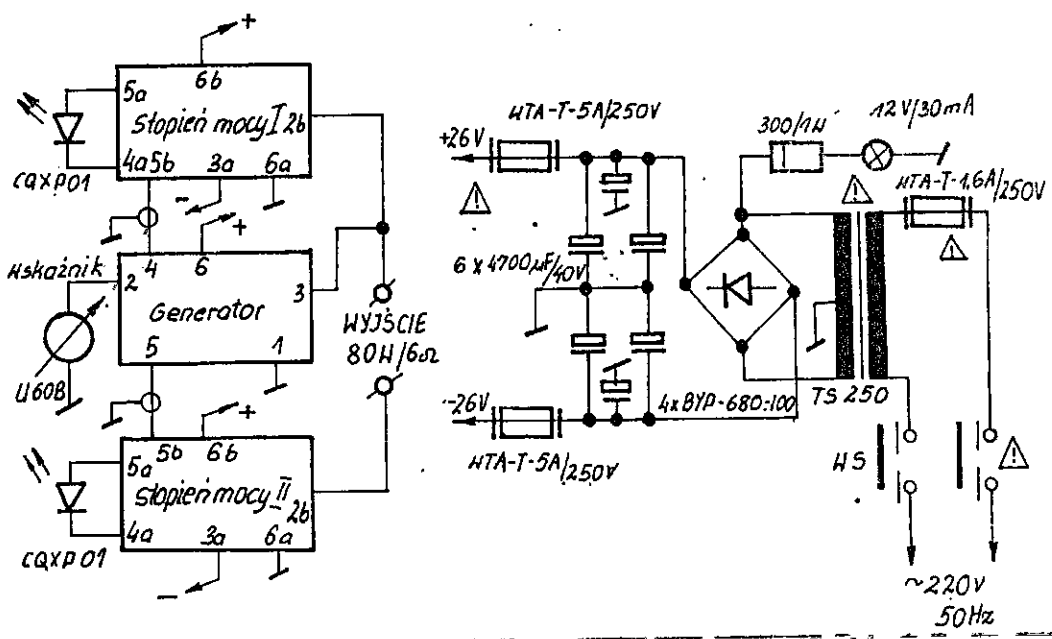 +
6b
5a
Stopień mocy I 2b
4a 5b 3a 6a
CQXP01
-
+
4 6
Wskaźnik
2
3
Generator
5 1
U60B
WYJŚCIE
80W/6Ω
+
5b 6b
5a
Stopień mocy II
2b
4a
3a 6a
CQXP01
-
WTA-T-5A/250V
+26V
300/1W
12V/30mA
WTA-T-1,6A/250V
6 x 4700µF/40V
-26V
4xBYP-680-100
TS 250
WTA-T-5A/250V
WS
~220V
50Hz